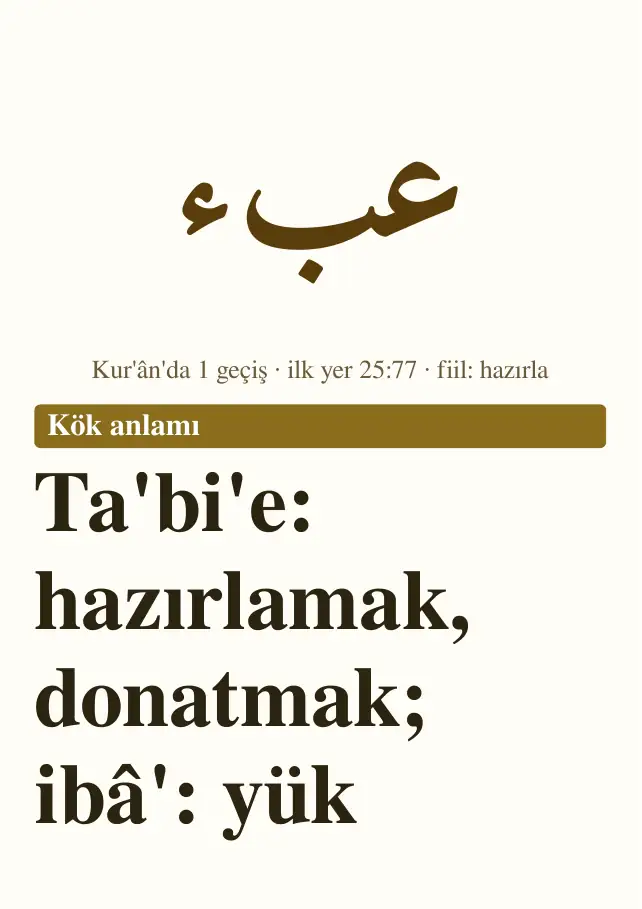 عبء
Kur'ân'da 1 geçiş · ilk yer 25:77 · fiil: hazırla
Kök anlamı
Ta'bi'e:
hazırlamak,
donatmak;
ibâ': yük